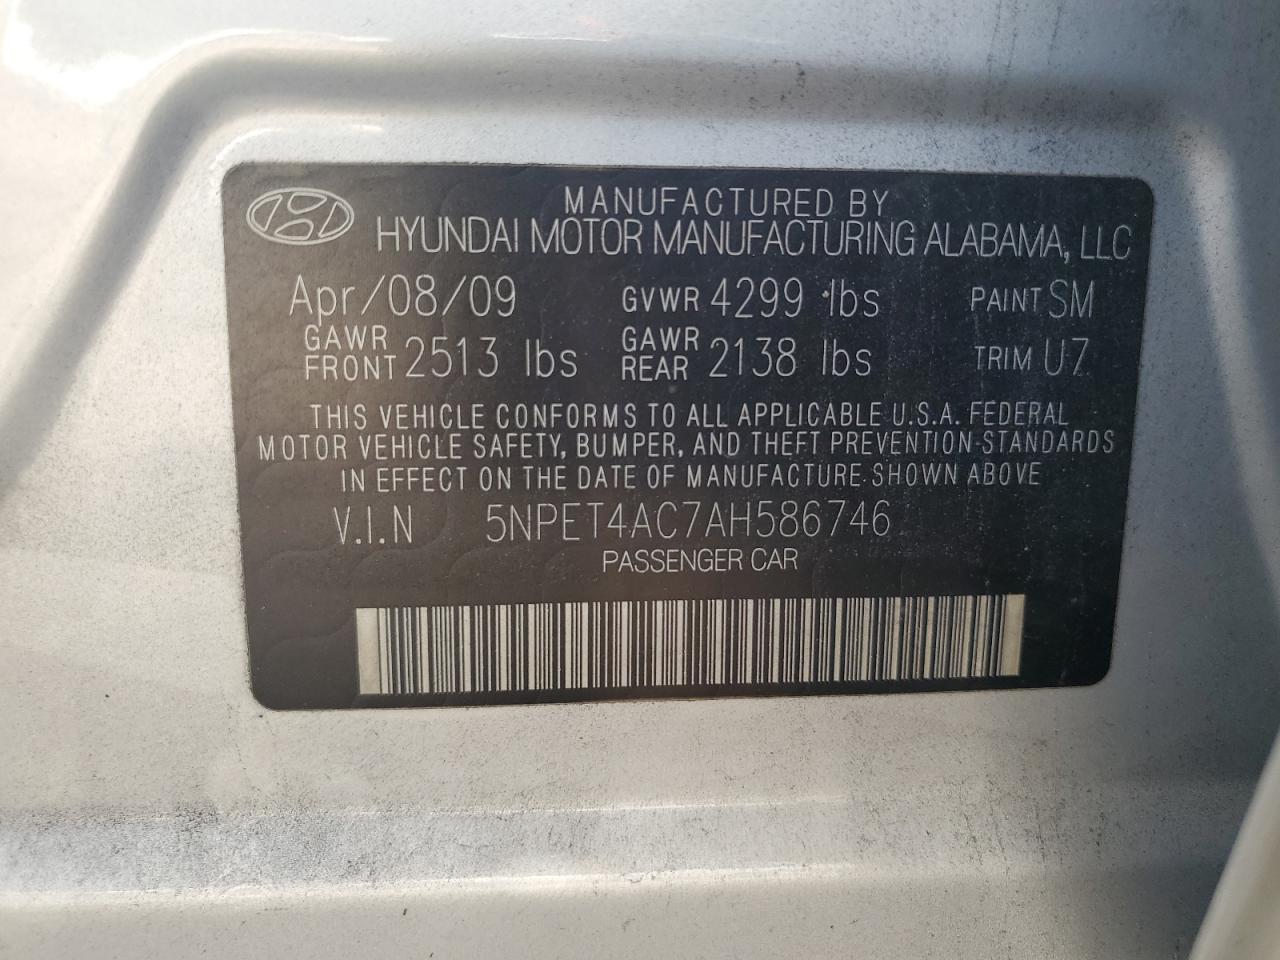 MANUFACTURED BY
HYUNDAI MOTOR MANUFACTURING ALABAMA, LLC
Apr/08/09 GVWR 4299 lbs PAINT SM
GAWR FRONT 2513 lbs GAWR REAR 2138 lbs TRIM UZ
THIS VEHICLE CONFORMS TO ALL APPLICABLE U.S.A. FEDERAL
MOTOR VEHICLE SAFETY, BUMPER, AND THEFT PREVENTION STANDARDS
IN EFFECT ON THE DATE OF MANUFACTURE SHOWN ABOVE
V.I.N 5NPET4AC7AH586746
PASSENGER CAR